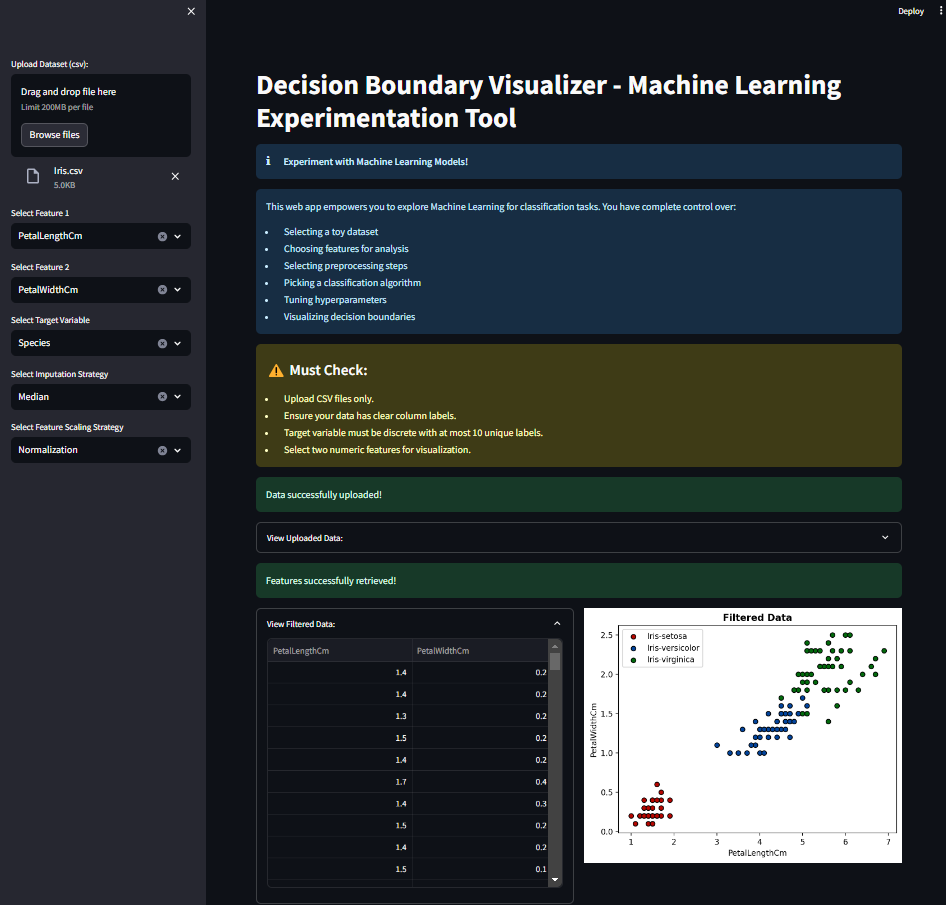 Deploy
Upload Dataset (csv):
Drag and drop file here
Limit 200MB per file
Browse files
Iris.csv
5.0KB
Select Feature 1
PetalLengthCm
Select Feature 2
PetalWidthCm
Select Target Variable
Species
Select Imputation Strategy
Median
Select Feature Scaling Strategy
Normalization
Decision Boundary Visualizer - Machine Learning
Experimentation Tool
Experiment with Machine Learning Models!
This web app empowers you to explore Machine Learning for classification tasks. You have complete control over:
• Selecting a toy dataset
• Choosing features for analysis
• Selecting preprocessing steps
• Picking a classification algorithm
• Tuning hyperparameters
• Visualizing decision boundaries
Must Check:
• Upload CSV files only.
• Ensure your data has clear column labels.
• Target variable must be discrete with at most 10 unique labels.
• Select two numeric features for visualization.
Data successfully uploaded!
View Uploaded Data:
Features successfully retrieved!
View Filtered Data:
PetalLengthCm PetalWidthCm
1.4 0.2
1.4 0.2
1.3 0.2
1.5 0.2
1.4 0.2
1.7 0.4
1.4 0.3
1.5 0.2
1.4 0.2
1.5 0.1
Filtered Data
Iris-setosa
Iris-versicolor
Iris-virginica
PetalWidthCm
2.5
2.0
1.5
1.0
0.5
0.0
1 2 3 4 5 6 7
PetalLengthCm